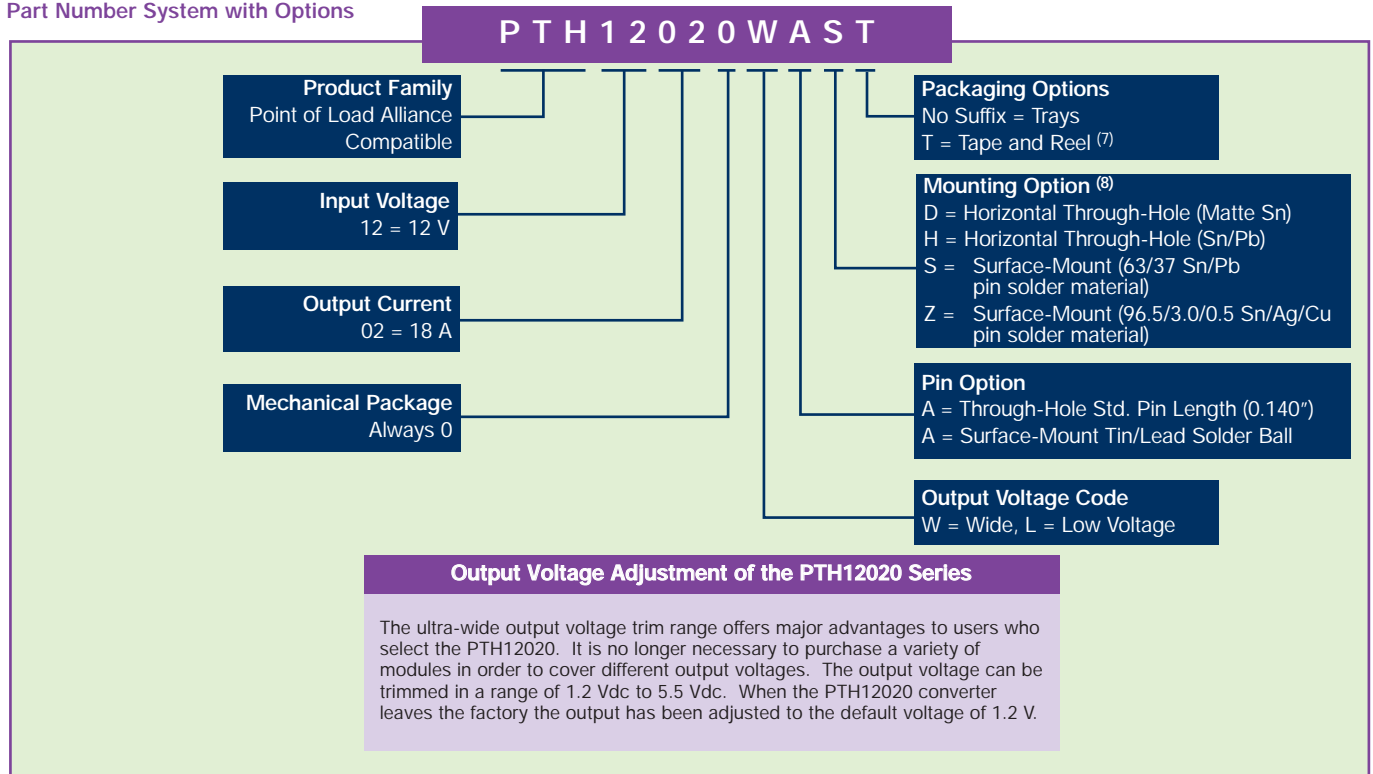 Part Number System with Options
PTH12020WAST
Product Family
Point of Load Alliance
Compatible
Input Voltage
12 = 12 V
Output Current
02 = 18 A
Mechanical Package
Always 0
Packaging Options
No Suffix = Trays
T = Tape and Reel (7)
Mounting Option (8)
D = Horizontal Through-Hole (Matte Sn)
H = Horizontal Through-Hole (Sn/Pb)
S = Surface-Mount (63/37 Sn/Pb
pin solder material)
Z = Surface-Mount (96.5/3.0/0.5 Sn/Ag/Cu
pin solder material)
Pin Option
A = Through-Hole Std. Pin Length (0.140″)
A = Surface-Mount Tin/Lead Solder Ball
Output Voltage Code
W = Wide, L = Low Voltage
Output Voltage Adjustment of the PTH12020 Series
The ultra-wide output voltage trim range offers major advantages to users who
select the PTH12020. It is no longer necessary to purchase a variety of
modules in order to cover different output voltages. The output voltage can be
trimmed in a range of 1.2 Vdc to 5.5 Vdc. When the PTH12020 converter
leaves the factory the output has been adjusted to the default voltage of 1.2 V.